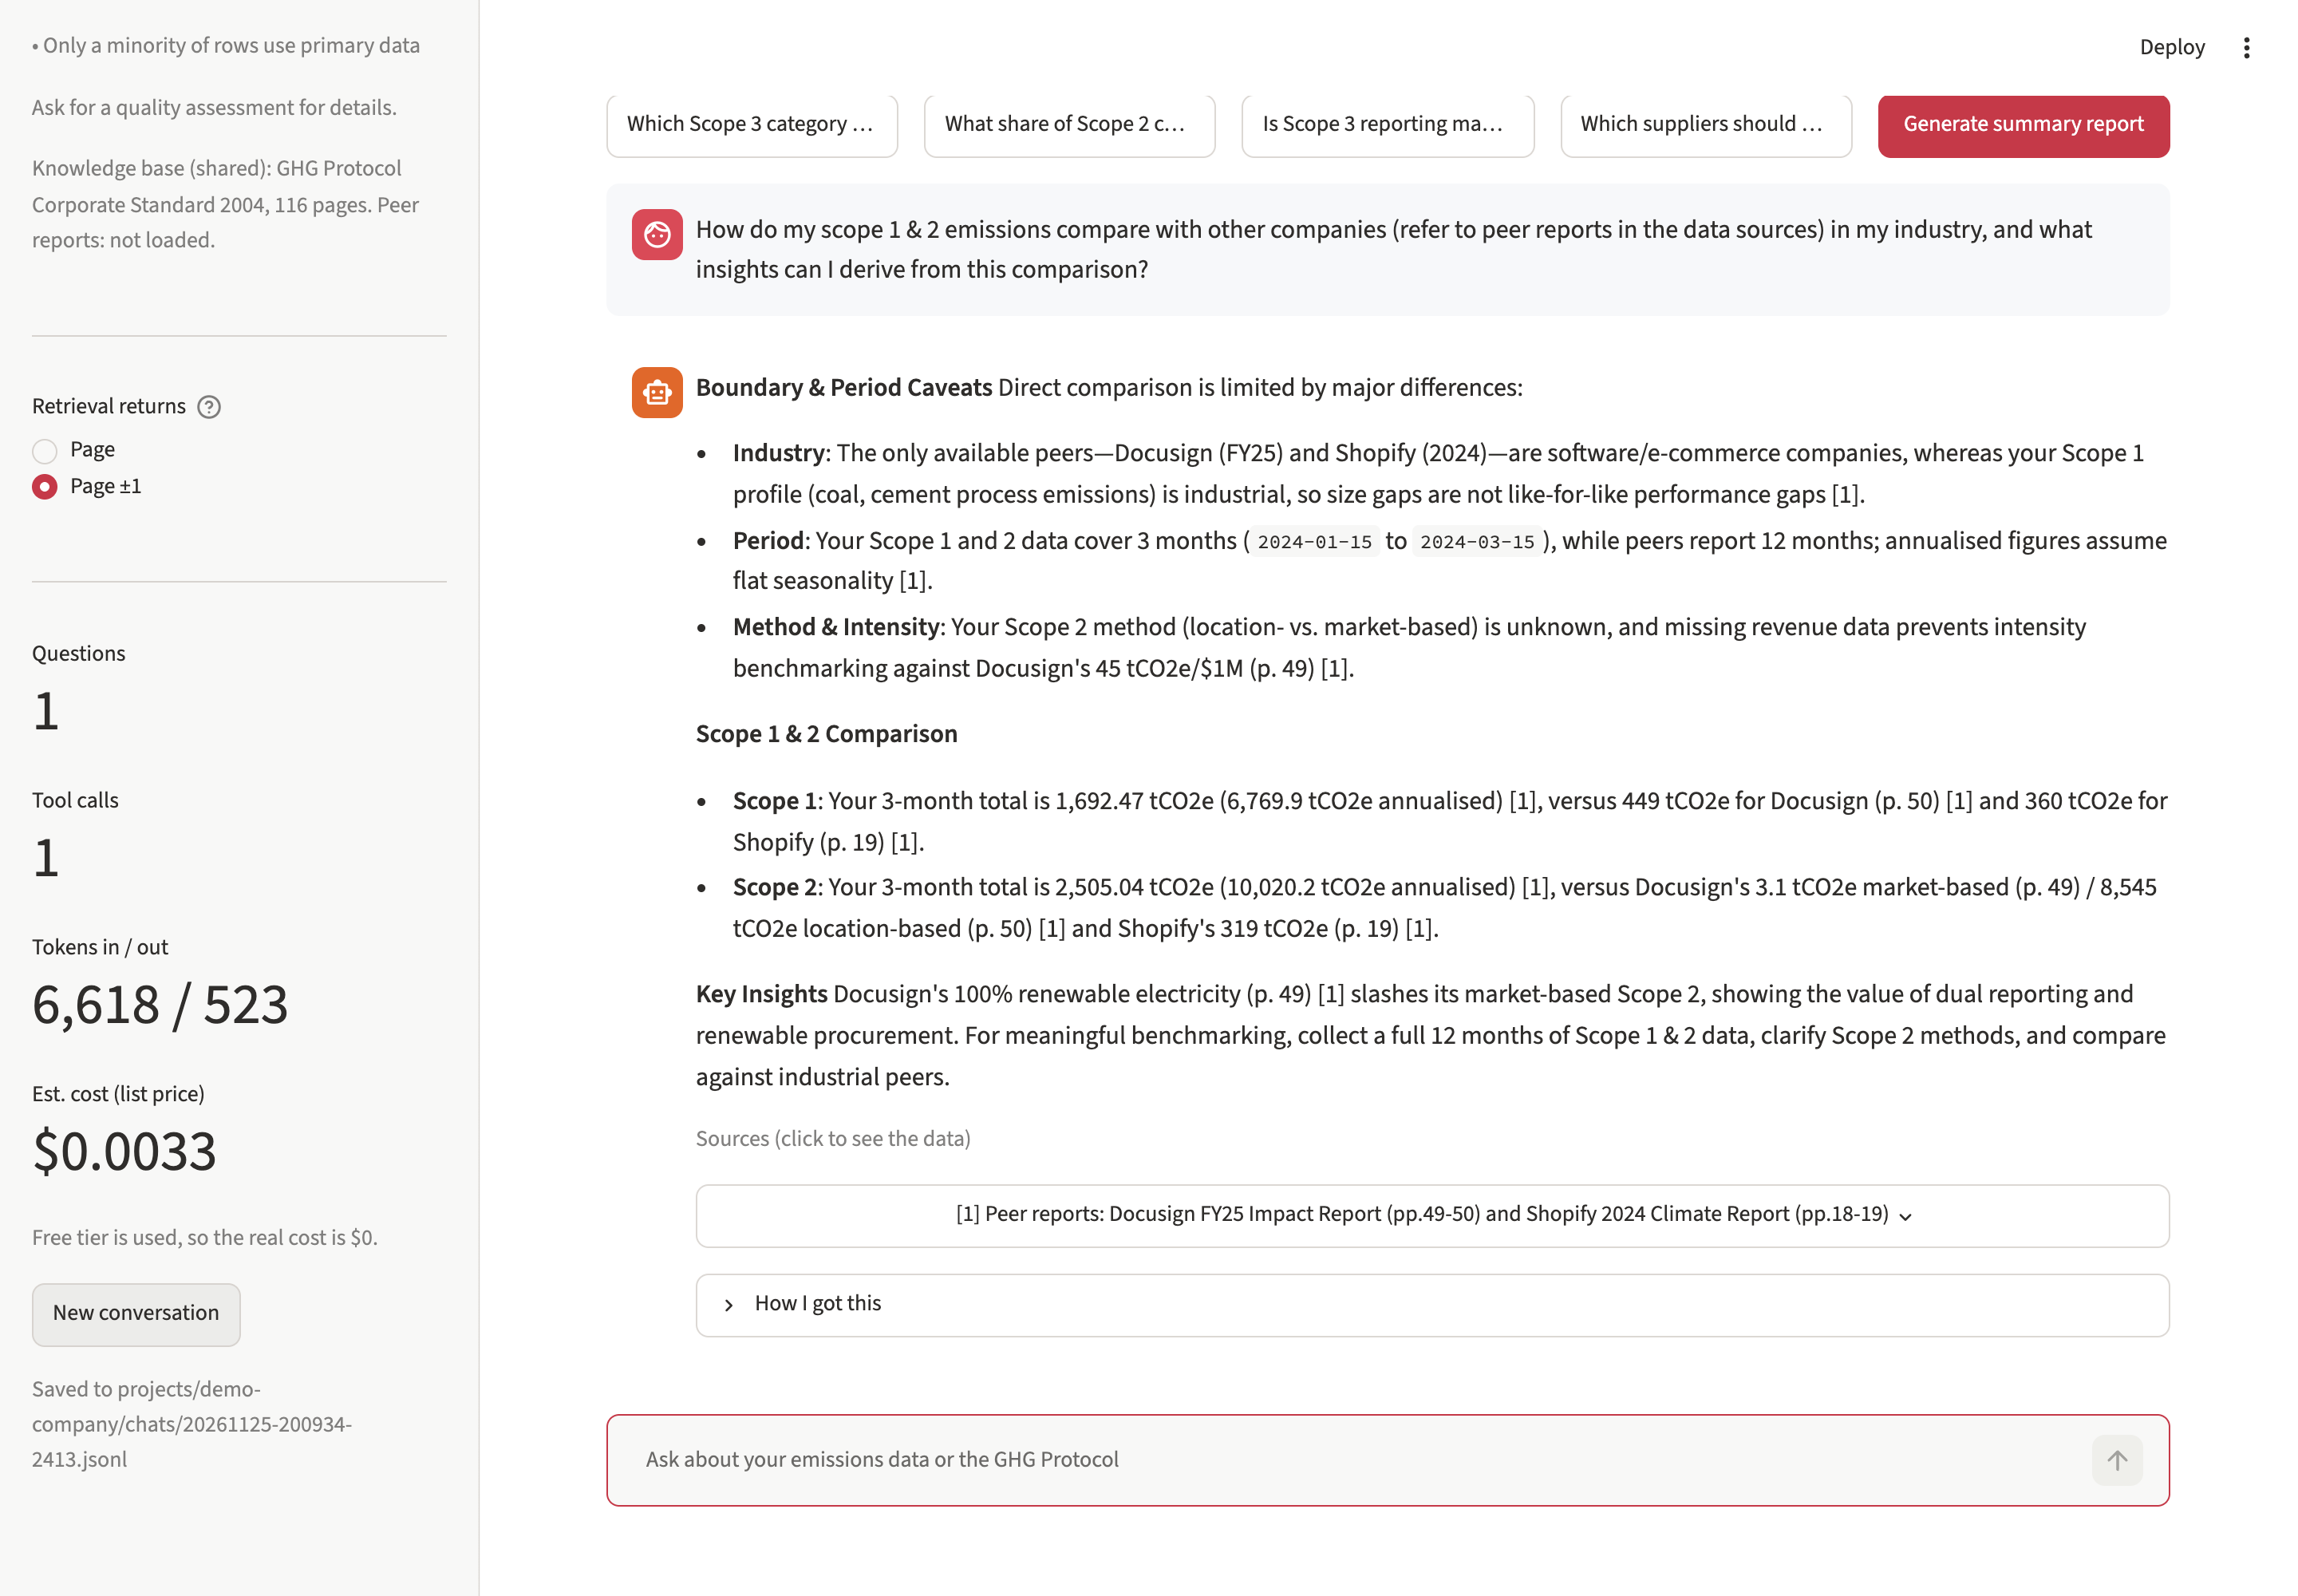 • Only a minority of rows use primary data
Ask for a quality assessment for details.
Knowledge base (shared): GHG Protocol
Corporate Standard 2004, 116 pages. Peer
reports: not loaded.
Retrieval returns
Page
Page ±1
Questions
1
Tool calls
1
Tokens in / out
6,618 / 523
Est. cost (list price)
$0.0033
Free tier is used, so the real cost is $0.
New conversation
Saved to projects/demo-
company/chats/20261125-200934-
2413.jsonl
Deploy
Which Scope 3 category …
What share of Scope 2 c…
Is Scope 3 reporting ma…
Which suppliers should …
Generate summary report
How do my scope 1 & 2 emissions compare with other companies (refer to peer reports in the data sources) in my industry, and what
insights can I derive from this comparison?
Boundary & Period Caveats Direct comparison is limited by major differences:
• Industry: The only available peers—Docusign (FY25) and Shopify (2024)—are software/e-commerce companies, whereas your Scope 1
profile (coal, cement process emissions) is industrial, so size gaps are not like-for-like performance gaps [1].
• Period: Your Scope 1 and 2 data cover 3 months ( 2024-01-15 to 2024-03-15 ), while peers report 12 months; annualised figures assume
flat seasonality [1].
• Method & Intensity: Your Scope 2 method (location- vs. market-based) is unknown, and missing revenue data prevents intensity
benchmarking against Docusign's 45 tCO2e/$1M (p. 49) [1].
Scope 1 & 2 Comparison
• Scope 1: Your 3-month total is 1,692.47 tCO2e (6,769.9 tCO2e annualised) [1], versus 449 tCO2e for Docusign (p. 50) [1] and 360 tCO2e for
Shopify (p. 19) [1].
• Scope 2: Your 3-month total is 2,505.04 tCO2e (10,020.2 tCO2e annualised) [1], versus Docusign's 3.1 tCO2e market-based (p. 49) / 8,545
tCO2e location-based (p. 50) [1] and Shopify's 319 tCO2e (p. 19) [1].
Key Insights Docusign's 100% renewable electricity (p. 49) [1] slashes its market-based Scope 2, showing the value of dual reporting and
renewable procurement. For meaningful benchmarking, collect a full 12 months of Scope 1 & 2 data, clarify Scope 2 methods, and compare
against industrial peers.
Sources (click to see the data)
[1] Peer reports: Docusign FY25 Impact Report (pp.49-50) and Shopify 2024 Climate Report (pp.18-19)
How I got this
Ask about your emissions data or the GHG Protocol